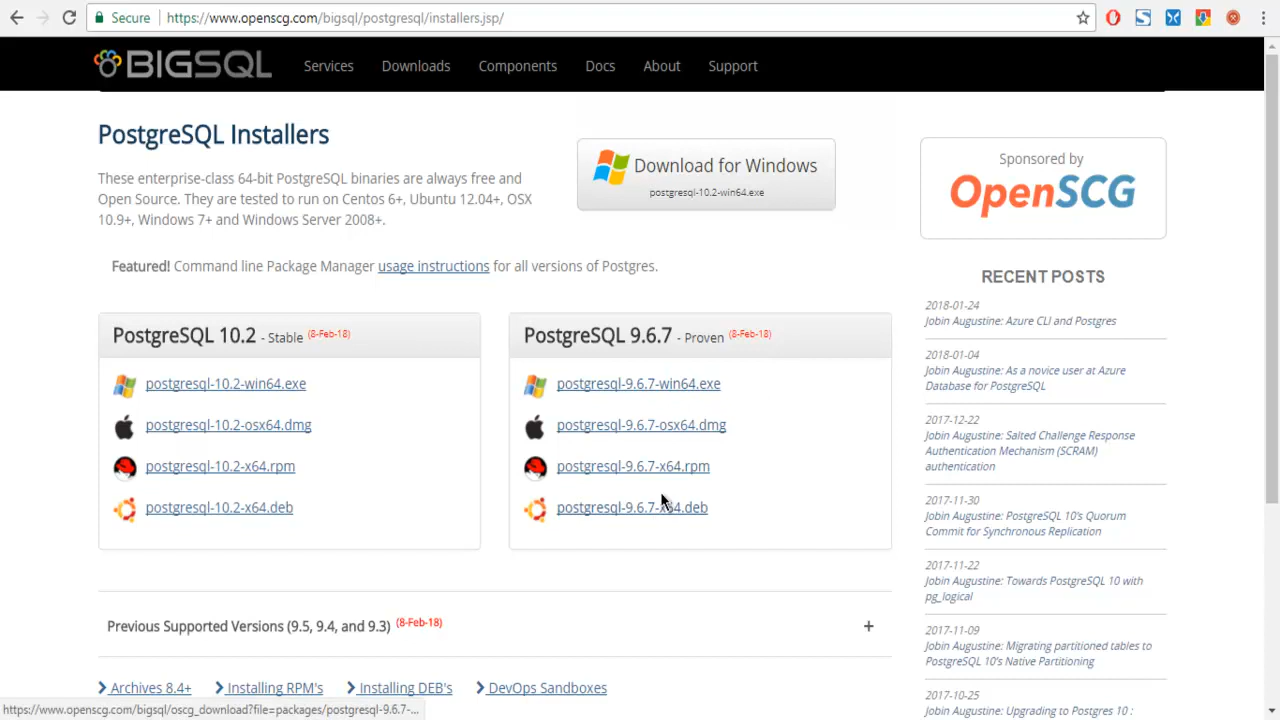 Secure
https://www.openscg.com/bigsql/postgresql/installers.jsp/
BIGSQL
Services
Downloads
Components
Docs
About
Support
PostgreSQL Installers
These enterprise-class 64-bit PostgreSQL binaries are always free and
Open Source. They are tested to run on Centos 6+, Ubuntu 12.04+, OSX
10.9+, Windows 7+ and Windows Server 2008+.
Download for Windows
postgresql-10.2-win64.exe
Featured! Command line Package Manager usage instructions for all versions of Postgres.
PostgreSQL 10.2 - Stable (8-Feb-18)
postgresql-10.2-win64.exe
postgresql-10.2-osx64.dmg
postgresql-10.2-x64.rpm
postgresql-10.2-x64.deb
PostgreSQL 9.6.7 - Proven (8-Feb-18)
postgresql-9.6.7-win64.exe
postgresql-9.6.7-osx64.dmg
postgresql-9.6.7-x64.rpm
postgresql-9.6.7-x64.deb
Previous Supported Versions (9.5, 9.4, and 9.3) (8-Feb-18)
+
Archives 8.4+
Installing RPM's
Installing DEB's
DevOps Sandboxes
Sponsored by
OpenSCG
RECENT POSTS
2018-01-24
Jobin Augustine: Azure CLI and Postgres
2018-01-04
Jobin Augustine: As a novice user at Azure
Database for PostgreSQL
2017-12-22
Jobin Augustine: Salted Challenge Response
Authentication Mechanism (SCRAM)
authentication
2017-11-30
Jobin Augustine: PostgreSQL 10's Quorum
Commit for Synchronous Replication
2017-11-22
Jobin Augustine: Towards PostgreSQL 10 with
pg_logical
2017-11-09
Jobin Augustine: Migrating partitioned tables to
PostgreSQL 10's Native Partitioning
2017-10-25
Jobin Augustine: Upgrading to Postgres 10 :
https://www.openscg.com/bigsql/oscg_download?file=packages/postgresql-9.6.7-...